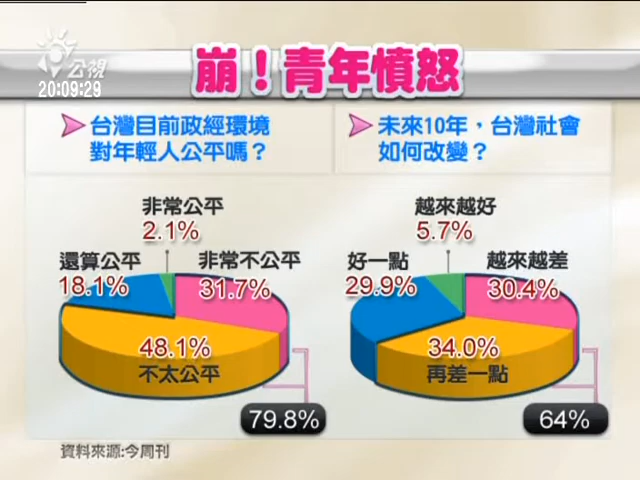 崩！青年憤怒
公視
20:09:29
台灣目前政經環境
對年輕人公平嗎？
未來10年，台灣社會
如何改變？
非常公平
2.1%
還算公平
18.1%
非常不公平
31.7%
48.1%
不太公平
79.8%
越來越好
5.7%
好一點
29.9%
越來越差
30.4%
34.0%
再差一點
64%
資料來源:今周刊